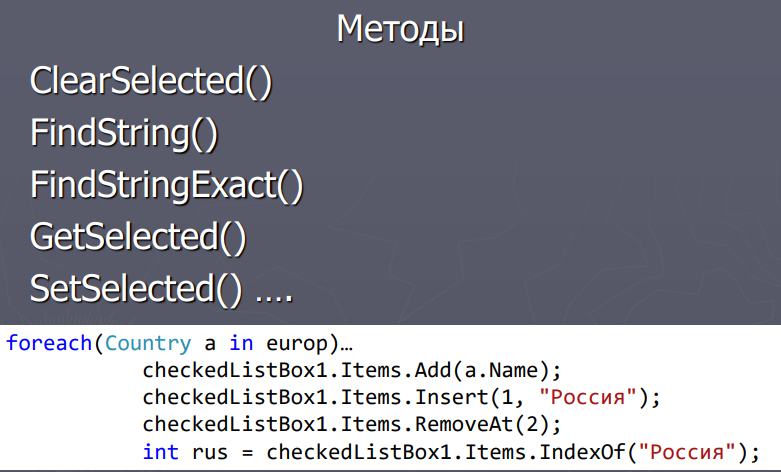 Методы
ClearSelected()
FindString()
FindStringExact()
GetSelected()
SetSelected() ….
foreach(Country a in europ)…
checkedListBox1.Items.Add(a.Name);
checkedListBox1.Items.Insert(1, "Россия");
checkedListBox1.Items.RemoveAt(2);
int rus = checkedListBox1.Items.IndexOf("Россия");